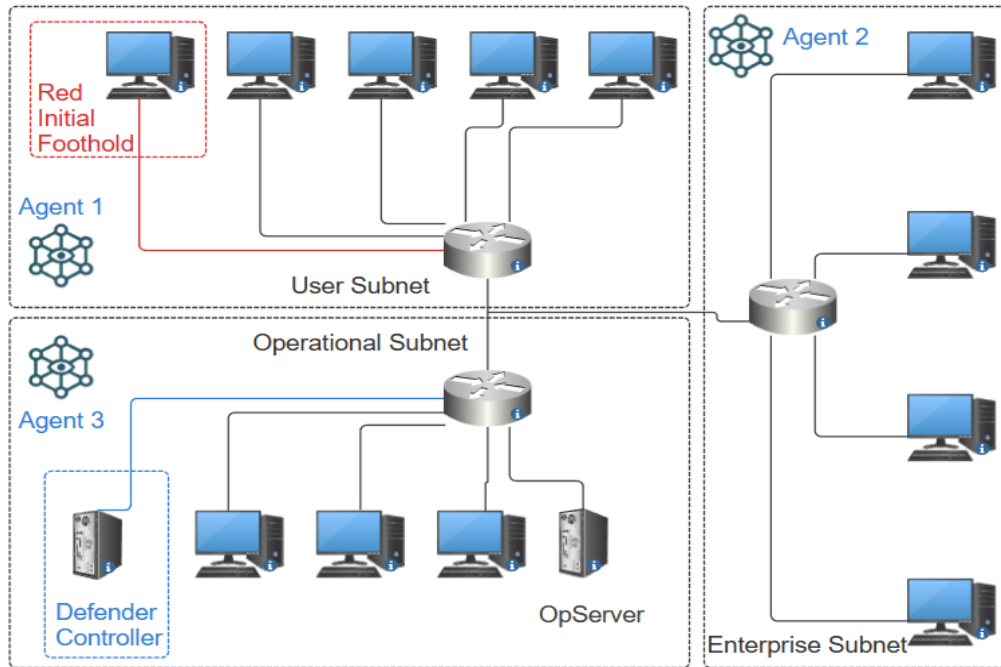 Red
Initial
Foothold
Agent 1
User Subnet
Agent 2
Operational Subnet
Agent 3
Defender
Controller
OpServer
Enterprise Subnet